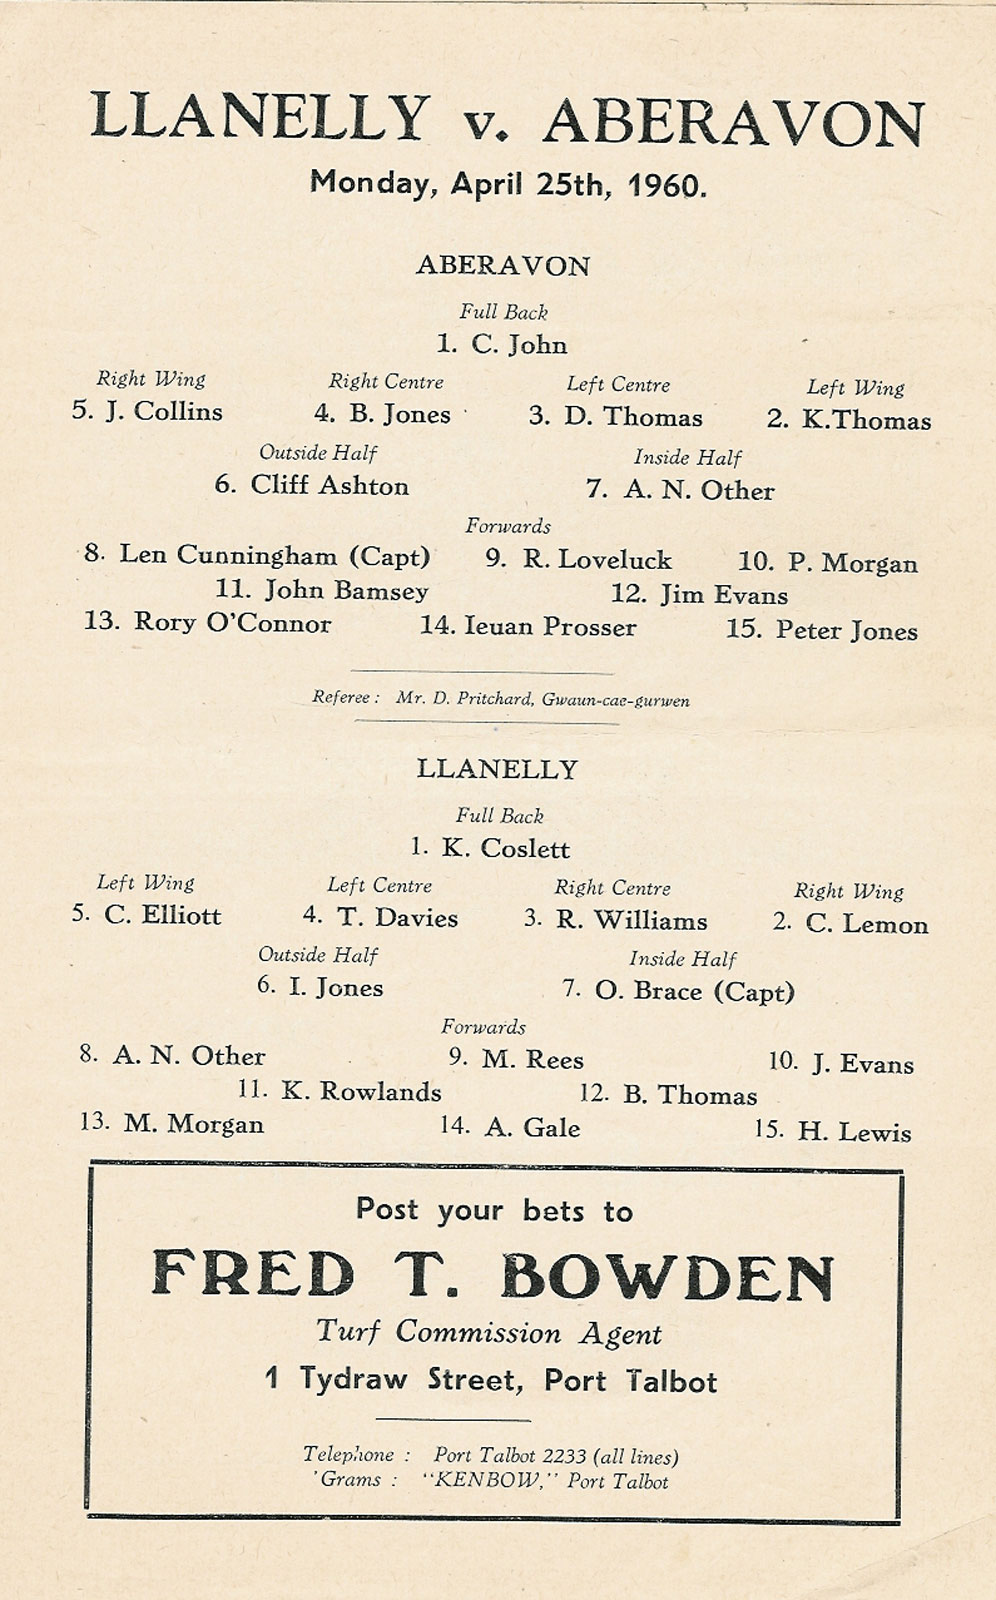 LLANELLY v. ABERAVON
Monday, April 25th, 1960.
ABERAVON
Full Back
1. C. John
Right Wing Right Centre Left Centre Left Wing
5. J. Collins 4. B. Jones 3. D. Thomas 2. K.Thomas
Outside Half Inside Half
6. Cliff Ashton 7. A. N. Other
Forwards
8. Len Cunningham (Capt) 9. R. Loveluck 10. P. Morgan
11. John Bamsey 12. Jim Evans
13. Rory O'Connor 14. Ieuan Prosser 15. Peter Jones
Referee : Mr. D. Pritchard, Gwaun-cae-gurwen
LLANELLY
Full Back
1. K. Coslett
Left Wing Left Centre Right Centre Right Wing
5. C. Elliott 4. T. Davies 3. R. Williams 2. C. Lemon
Outside Half Inside Half
6. I. Jones 7. O. Brace (Capt)
Forwards
8. A. N. Other 9. M. Rees 10. J. Evans
11. K. Rowlands 12. B. Thomas
13. M. Morgan 14. A. Gale 15. H. Lewis
Post your bets to
FRED T. BOWDEN
Turf Commission Agent
1 Tydraw Street, Port Talbot
Telephone : Port Talbot 2233 (all lines)
'Grams : "KENBOW," Port Talbot